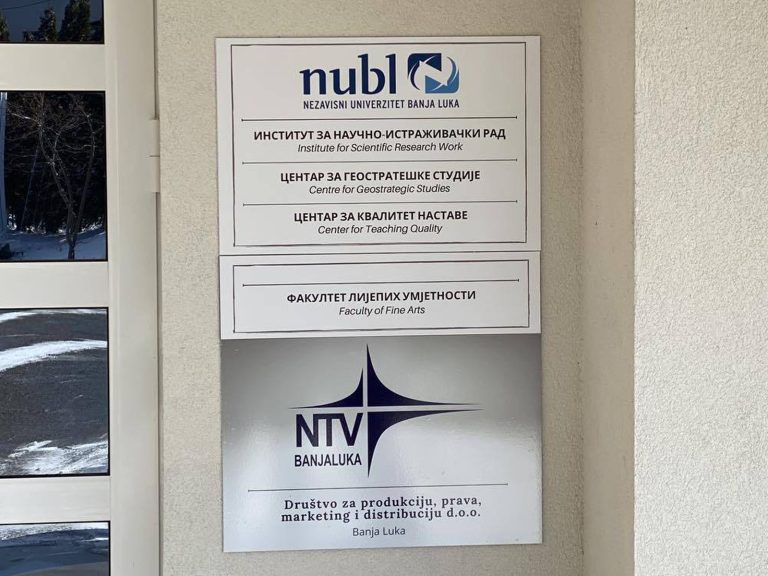 nubl
NEZAVISNI UNIVERZITET BANJA LUKA
ИНСТИТУТ ЗА НАУЧНО-ИСТРАЖИВАЧКИ РАД
Institute for Scientific Research Work
ЦЕНТАР ЗА ГЕОСТРАТЕШКЕ СТУДИЈЕ
Centre for Geostrategic Studies
ЦЕНТАР ЗА КВАЛИТЕТ НАСТАВЕ
Center for Teaching Quality
ФАКУЛТЕТ ЛИЈЕПИХ УМЈЕТНОСТИ
Faculty of Fine Arts
NTV
BANJALUKA
Društvo za produkciju, prava,
marketing i distribuciju d.o.o.
Banja Luka